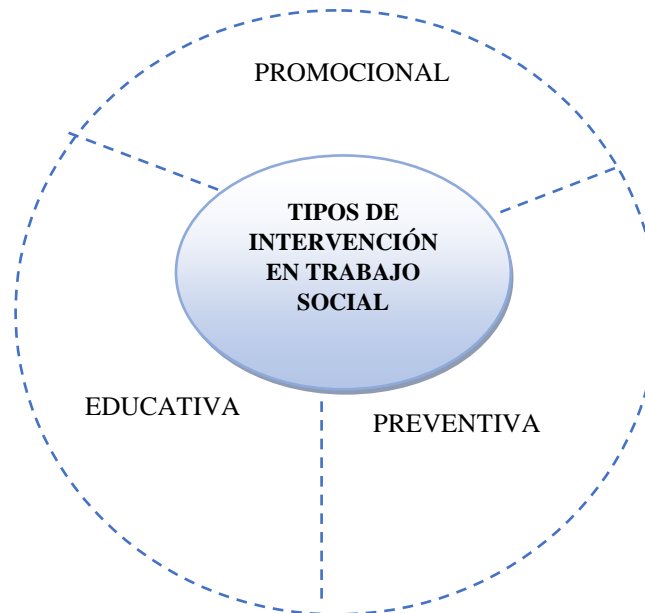 PROMOCIONAL
TIPOS DE
INTERVENCIÓN
EN TRABAJO
SOCIAL
EDUCATIVA
PREVENTIVA